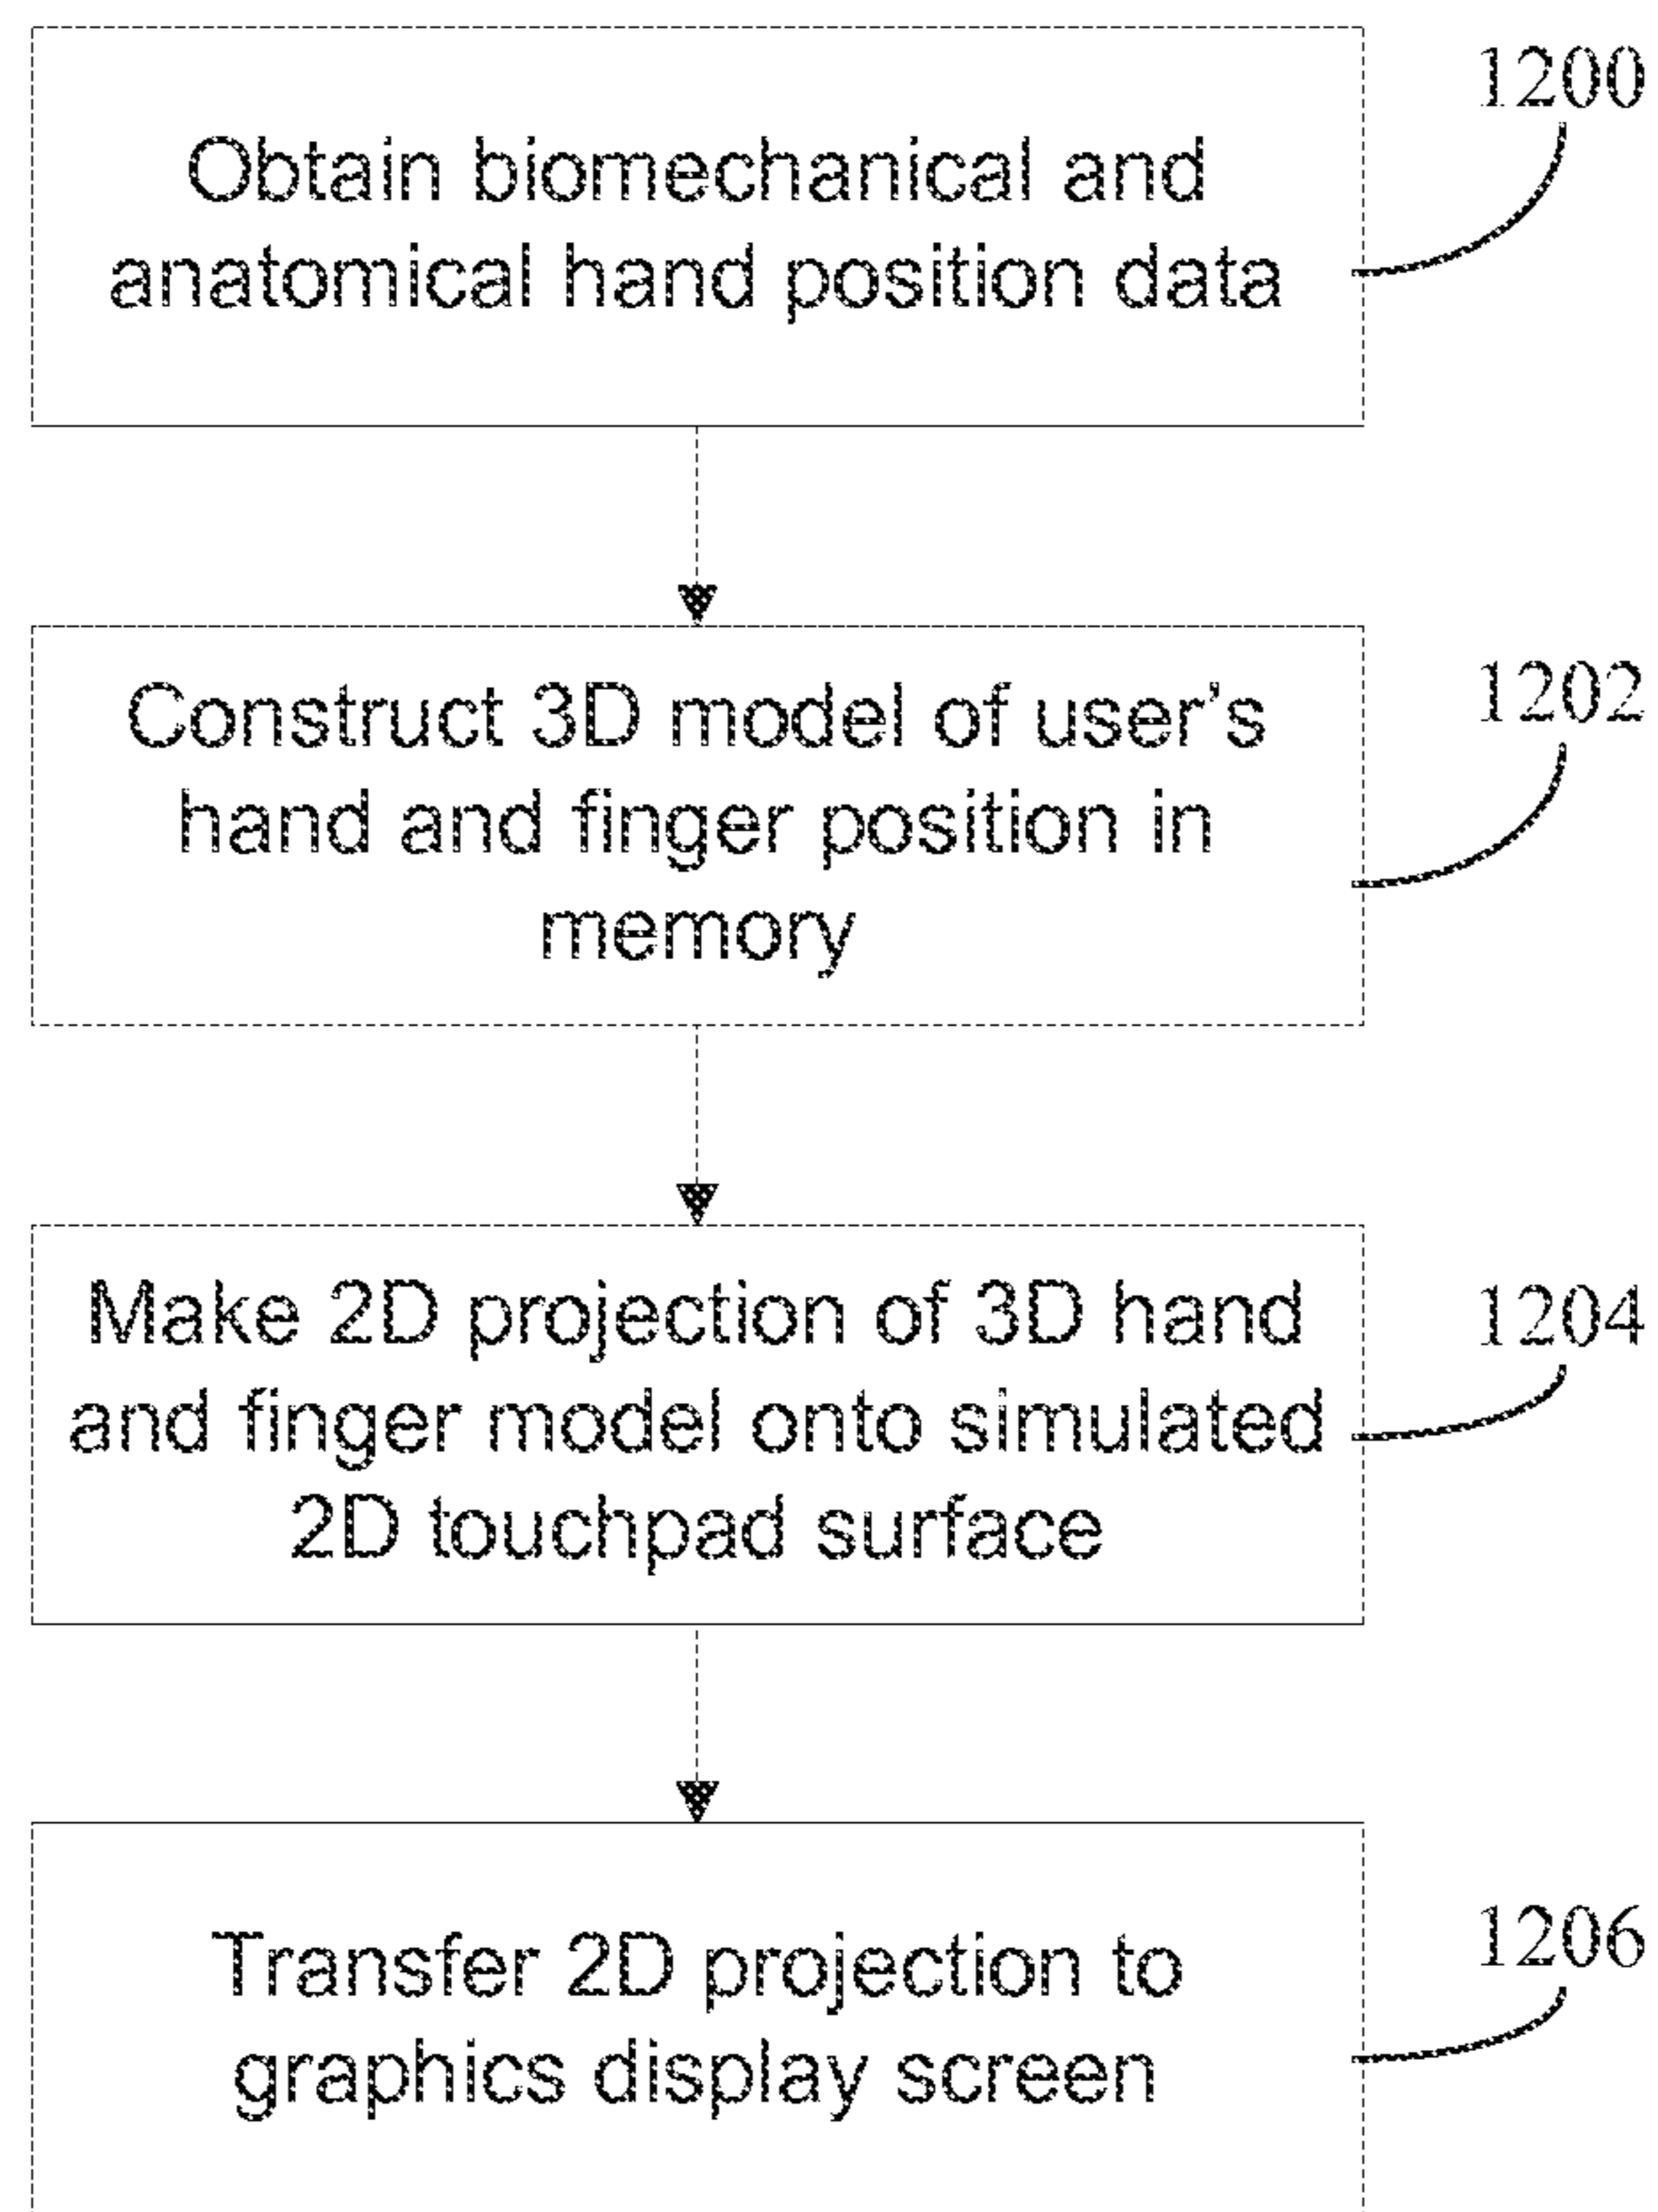 1200
Obtain biomechanical and
anatomical hand position data
1202
Construct 3D model of user's
hand and finger position in
memory
1204
Make 2D projection of 3D hand
and finger model onto simulated
2D touchpad surface
1206
Transfer 2D projection to
graphics display screen